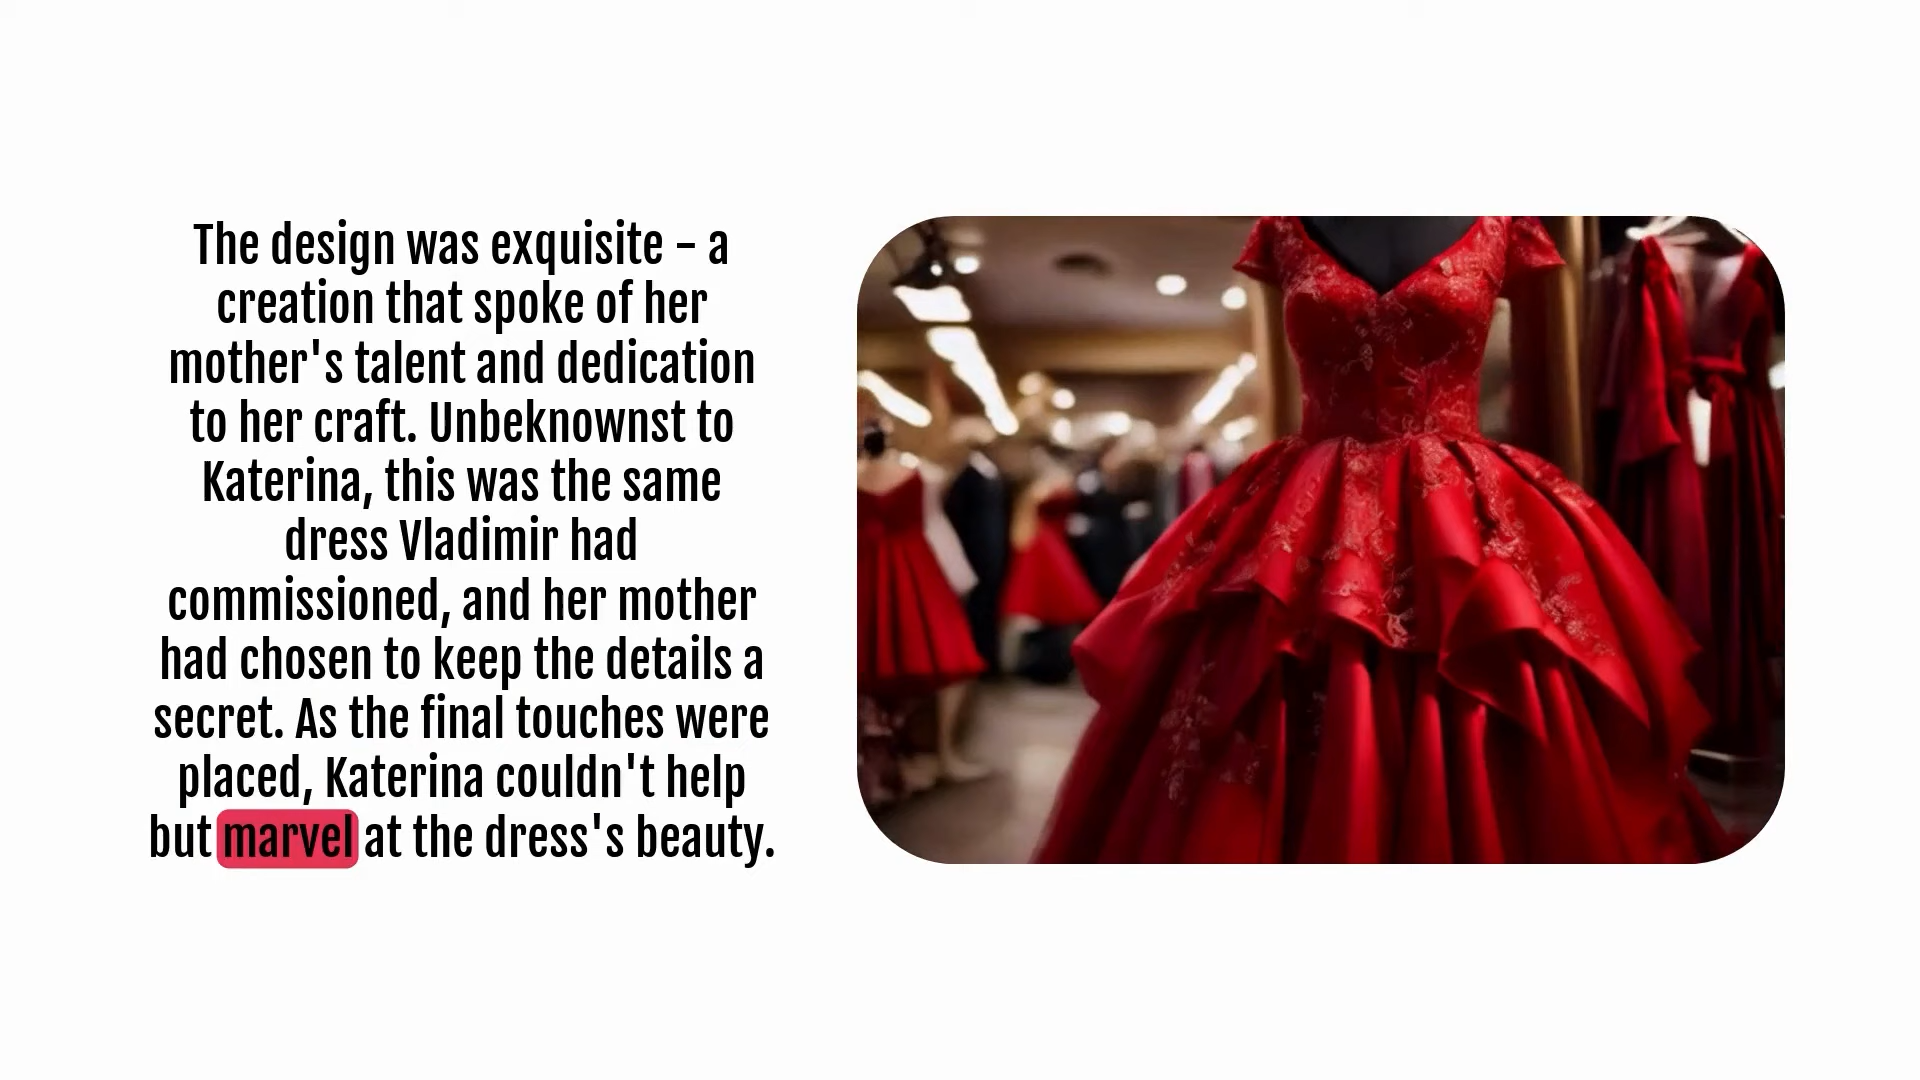 The design was exquisite – a
creation that spoke of her
mother's talent and dedication
to her craft. Unbeknownst to
Katerina, this was the same
dress Vladimir had
commissioned, and her mother
had chosen to keep the details a
secret. As the final touches were
placed, Katerina couldn't help
but marvel at the dress's beauty.